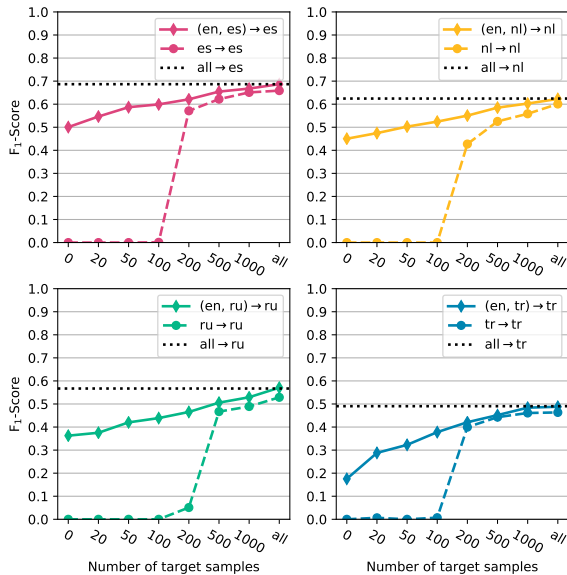 1.0
0.9
0.8
0.7
0.6
0.5
0.4
0.3
0.2
0.1
0.0
F₁-Score
(en, es)→es
es→es
all→es
0 20 50 100 200 500 1000 all
1.0
0.9
0.8
0.7
0.6
0.5
0.4
0.3
0.2
0.1
0.0
(en, nl)→nl
nl→nl
all→nl
0 20 50 100 200 500 1000 all
1.0
0.9
0.8
0.7
0.6
0.5
0.4
0.3
0.2
0.1
0.0
F₁-Score
(en, ru)→ru
ru→ru
all→ru
0 20 50 100 200 500 1000 all
Number of target samples
1.0
0.9
0.8
0.7
0.6
0.5
0.4
0.3
0.2
0.1
0.0
(en, tr)→tr
tr→tr
all→tr
0 20 50 100 200 500 1000 all
Number of target samples